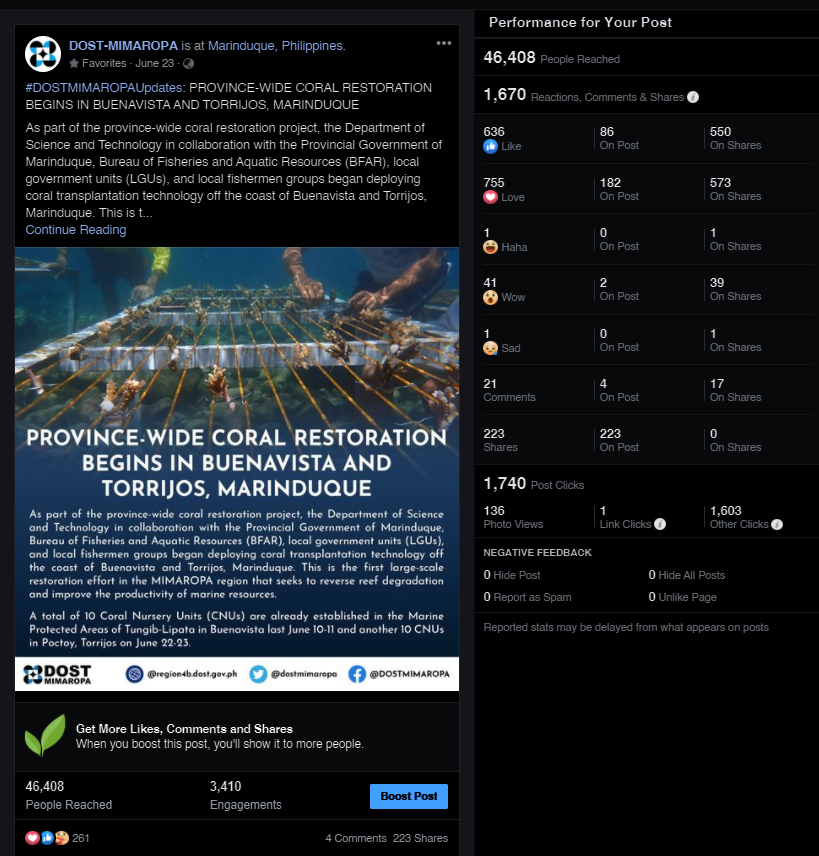 DOST-MIMAROPA is at Marinduque, Philippines.
Favorites · June 23 ·
#DOSTMIMAROPAUpdates: PROVINCE-WIDE CORAL RESTORATION
BEGINS IN BUENAVISTA AND TORRIJOS, MARINDUQUE
As part of the province-wide coral restoration project, the Department of
Science and Technology in collaboration with the Provincial Government of
Marinduque, Bureau of Fisheries and Aquatic Resources (BFAR), local
government units (LGUs), and local fishermen groups began deploying
coral transplantation technology off the coast of Buenavista and Torrijos,
Marinduque. This is t...
Continue Reading
PROVINCE-WIDE CORAL RESTORATION
BEGINS IN BUENAVISTA AND
TORRIJOS, MARINDUQUE
As part of the province-wide coral restoration project, the Department of Science
and Technology in collaboration with the Provincial Government of Marinduque,
Bureau of Fisheries and Aquatic Resources (BFAR), local government units (LGUs),
and local fishermen groups began deploying coral transplantation technology off
the coast of Buenavista and Torrijos, Marinduque. This is the first large-scale
restoration effort in the MIMAROPA region that seeks to reverse reef degradation
and improve the productivity of marine resources.
A total of 10 Coral Nursery Units (CNUs) are already established in the Marine
Protected Areas of Tungib-Lipata in Buenavista last June 10-11 and another 10 CNUs
in Poctoy, Torrijos on June 22-23.
DOST
MIMAROPA
@region4b.dost.gov.ph @dostmimaropa @DOSTMIMAROPA
Get More Likes, Comments and Shares
When you boost this post, you'll show it to more people.
46,408 3,410
People Reached Engagements
Boost Post
261 4 Comments 223 Shares
Performance for Your Post
46,408 People Reached
1,670 Reactions, Comments & Shares
636 86 550
Like On Post On Shares
755 182 573
Love On Post On Shares
1 0 1
Haha On Post On Shares
41 2 39
Wow On Post On Shares
1 0 1
Sad On Post On Shares
21 4 17
Comments On Post On Shares
223 223 0
Shares On Post On Shares
1,740 Post Clicks
136 1 1,603
Photo Views Link Clicks Other Clicks
NEGATIVE FEEDBACK
0 Hide Post 0 Hide All Posts
0 Report as Spam 0 Unlike Page
Reported stats may be delayed from what appears on posts